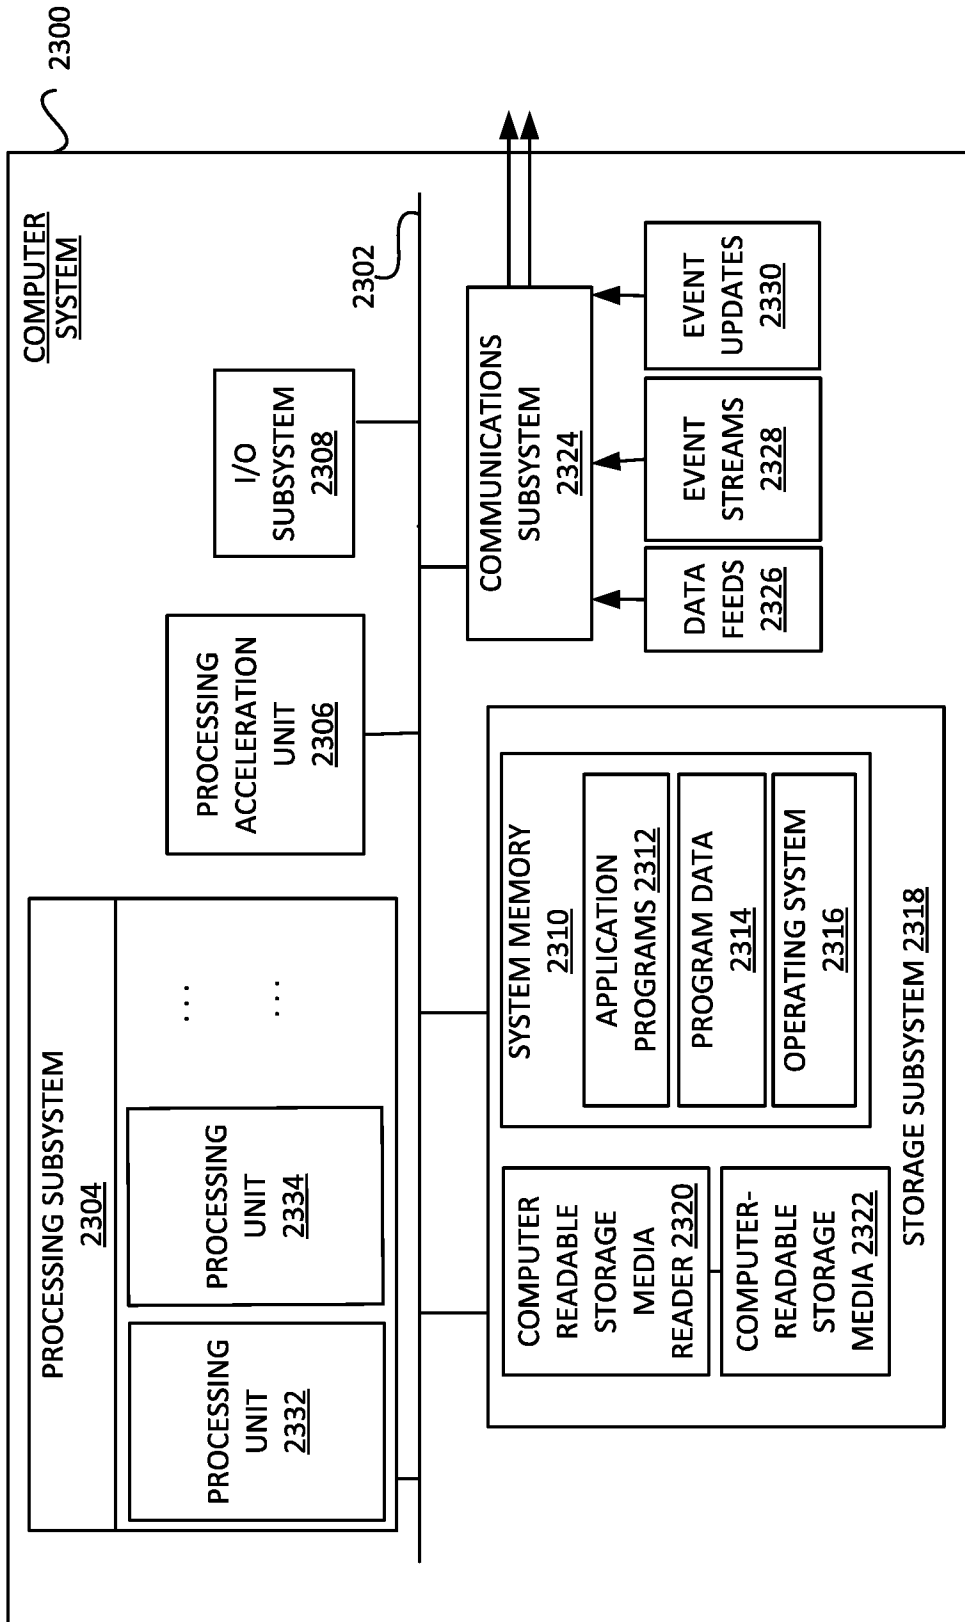 2300
COMPUTER
SYSTEM
PROCESSING SUBSYSTEM
2304
PROCESSING
UNIT
2332
PROCESSING
UNIT
2334
...
...
PROCESSING
ACCELERATION
UNIT
2306
I/O
SUBSYSTEM
2308
2302
COMPUTER
READABLE
STORAGE
MEDIA
READER 2320
COMPUTER-
READABLE
STORAGE
MEDIA 2322
SYSTEM MEMORY
2310
APPLICATION
PROGRAMS 2312
PROGRAM DATA
2314
OPERATING SYSTEM
2316
STORAGE SUBSYSTEM 2318
COMMUNICATIONS
SUBSYSTEM
2324
DATA
FEEDS
2326
EVENT
STREAMS
2328
EVENT
UPDATES
2330